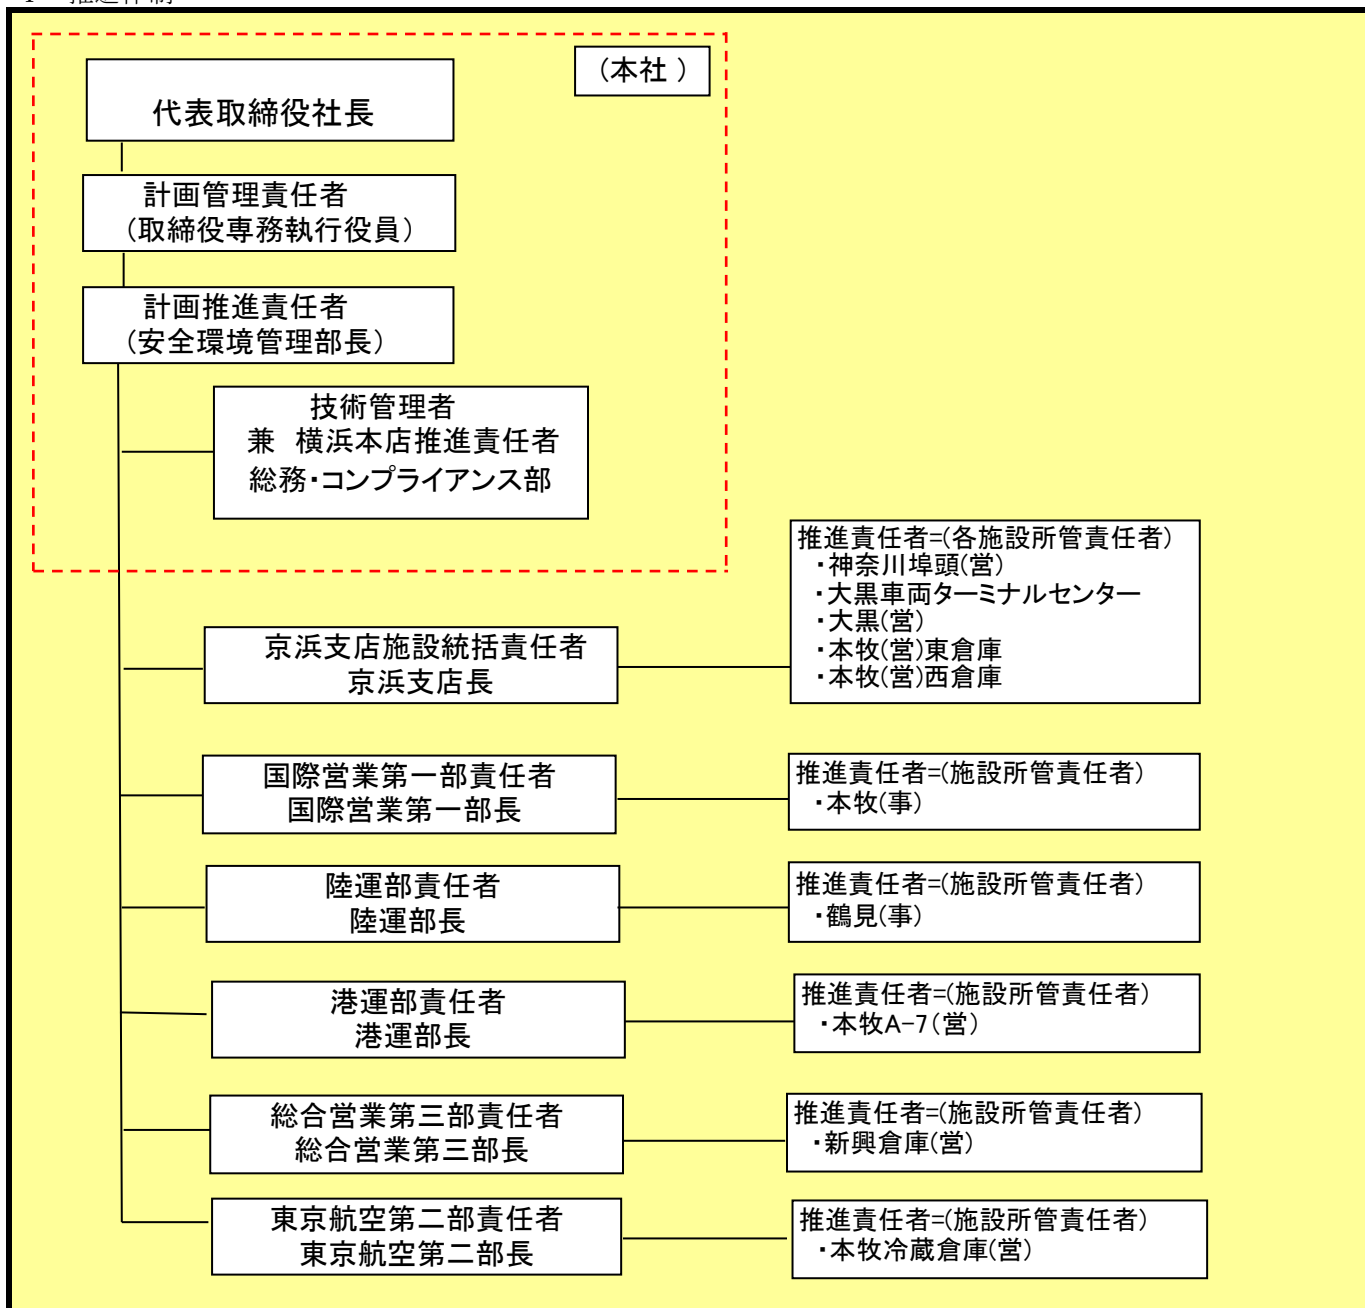 (本社 )
代表取締役社長
計画管理責任者
(取締役専務執行役員)
計画推進責任者
(安全環境管理部長)
技術管理者
兼 横浜本店推進責任者
総務・コンプライアンス部
京浜支店施設統括責任者
京浜支店長
推進責任者=(各施設所管責任者)
・神奈川埠頭(営)
・大黒車両ターミナルセンター
・大黒(営)
・本牧(営)東倉庫
・本牧(営)西倉庫
国際営業第一部責任者
国際営業第一部長
推進責任者=(施設所管責任者)
・本牧(事)
陸運部責任者
陸運部長
推進責任者=(施設所管責任者)
・鶴見(事)
港運部責任者
港運部長
推進責任者=(施設所管責任者)
・本牧A-7(営)
総合営業第三部責任者
総合営業第三部長
推進責任者=(施設所管責任者)
・新興倉庫(営)
東京航空第二部責任者
東京航空第二部長
推進責任者=(施設所管責任者)
・本牧冷蔵倉庫(営)